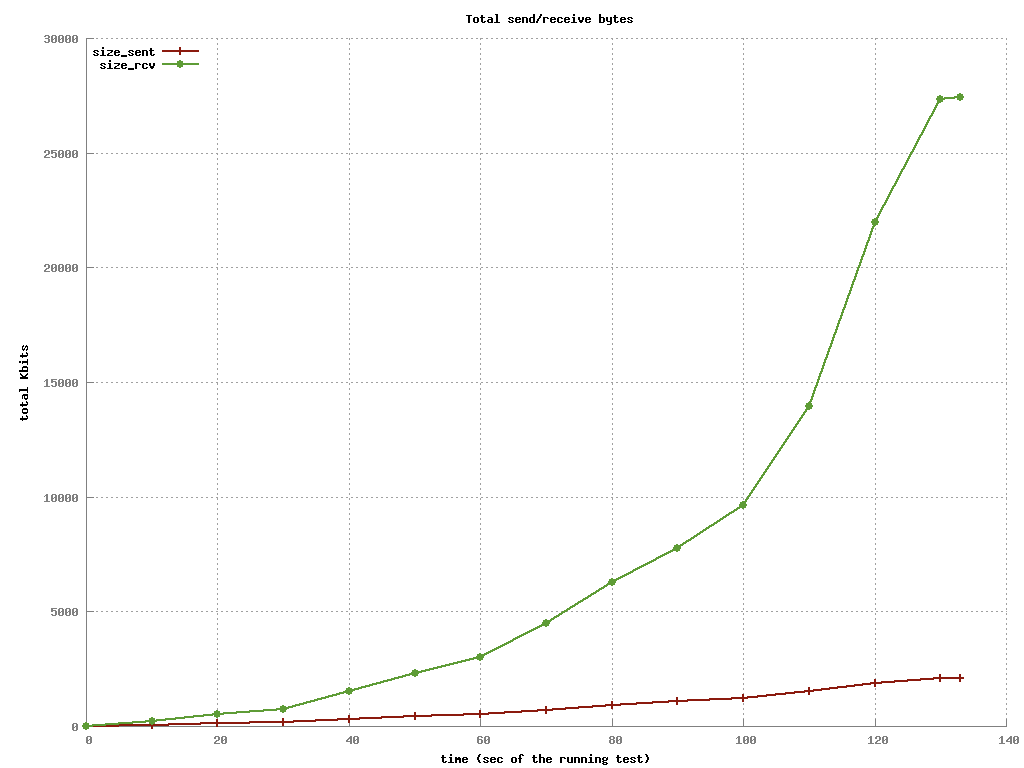 Total send/receive bytes
size_sent
size_rcv
30000
25000
20000
15000
10000
5000
0
total Kbits
0 20 40 60 80 100 120 140
time (sec of the running test)